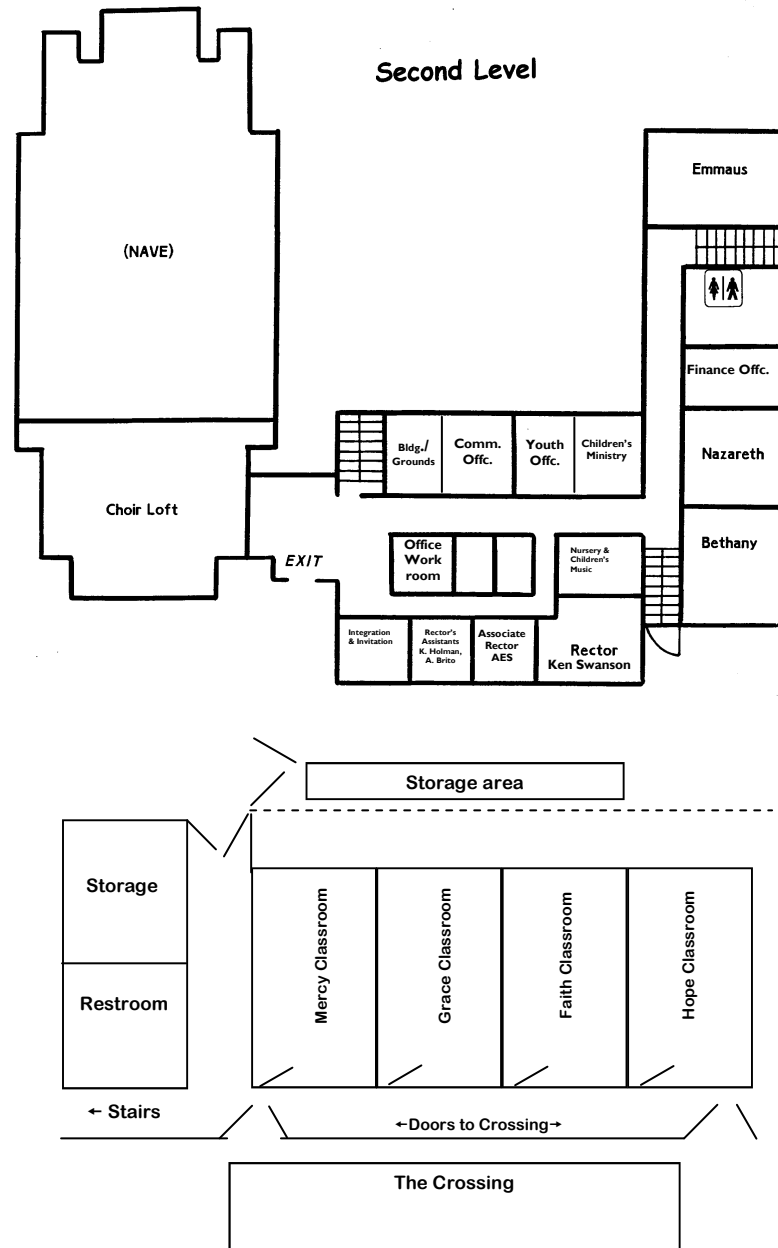 Second Level
Emmaus
(NAVE)
Finance Offc.
Bldg./
Grounds
Comm.
Offc.
Youth
Offc.
Children's
Ministry
Nazareth
Choir Loft
Bethany
EXIT
Office
Work
room
Nursery &
Children's
Music
Integration
& Invitation
Rector's
Assistants
K. Holman,
A. Brito
Associate
Rector
AES
Rector
Ken Swanson
Storage area
Storage
Restroom
Mercy Classroom
Grace Classroom
Faith Classroom
Hope Classroom
← Stairs
←Doors to Crossing→
The Crossing